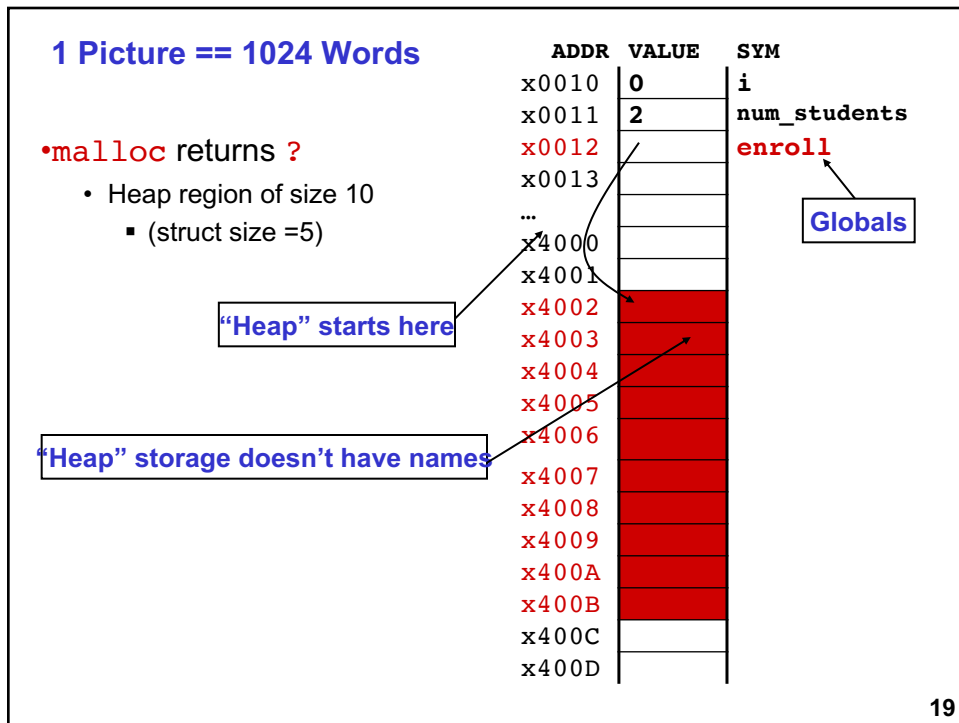 1 Picture == 1024 Words
•malloc returns ?
• Heap region of size 10
▪ (struct size =5)
"Heap" starts here
"Heap" storage doesn't have names
ADDR VALUE SYM
x0010 0 i
x0011 2 num_students
x0012 enroll
x0013
…
x4000
x4001
x4002
x4003
x4004
x4005
x4006
x4007
x4008
x4009
x400A
x400B
x400C
x400D
Globals
19